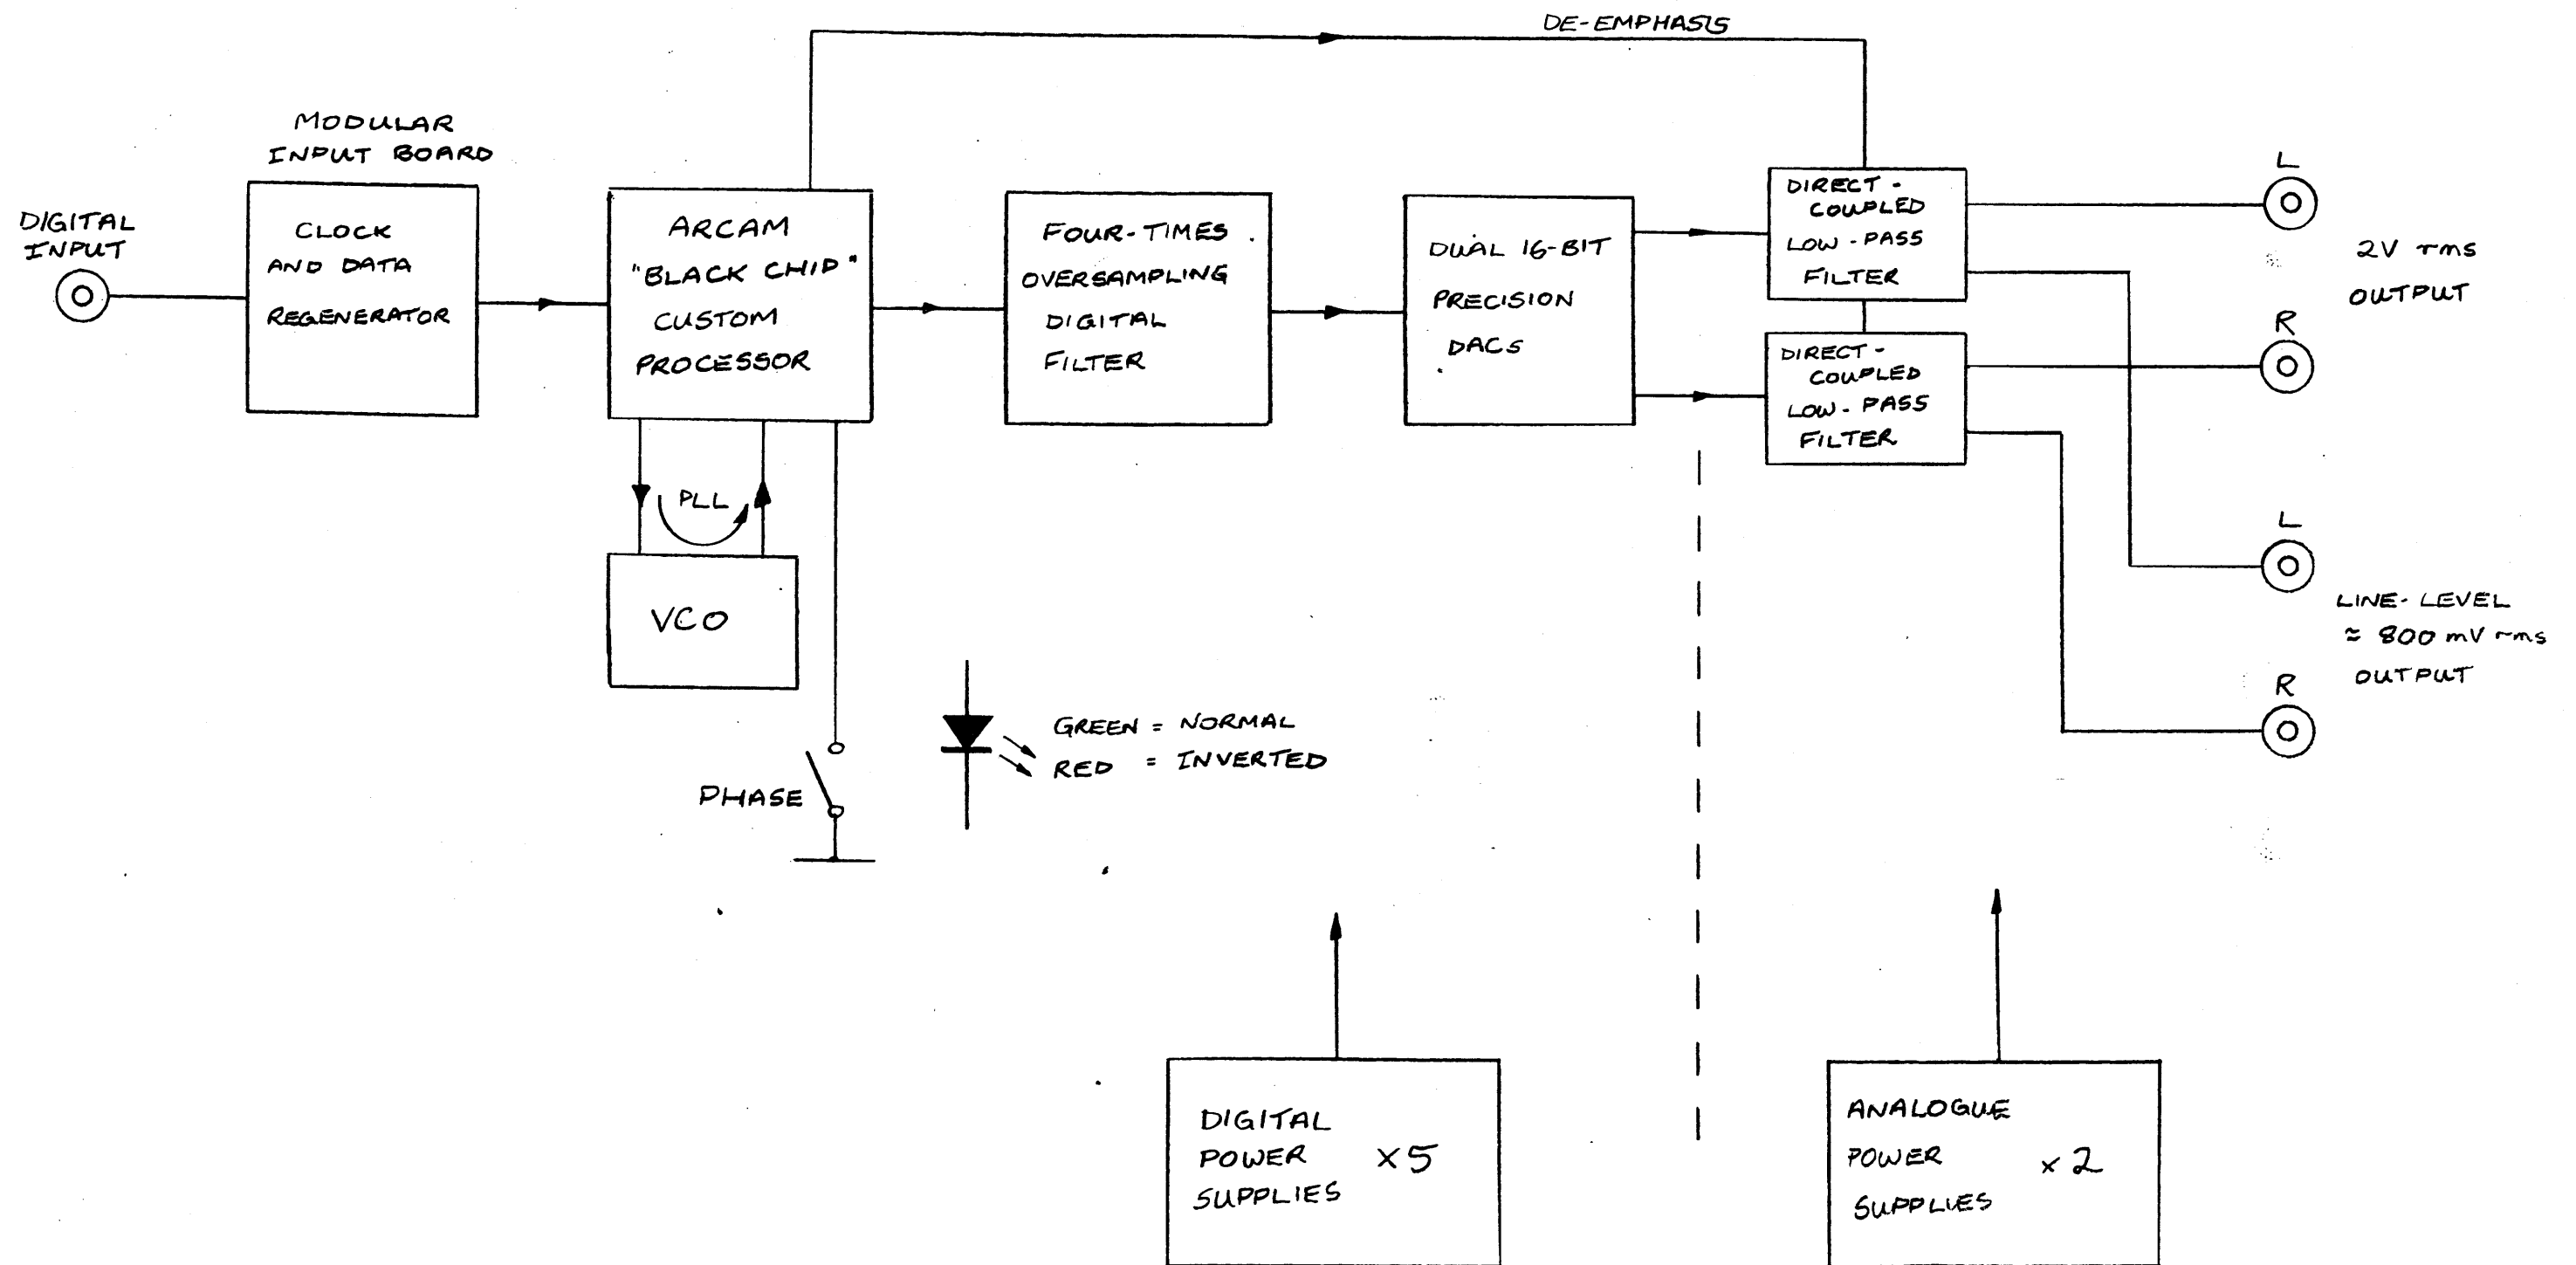 DE-EMPHASIS
MODULAR
INPUT BOARD
DIGITAL
INPUT
CLOCK
AND DATA
REGENERATOR
ARCAM
"BLACK CHIP"
CUSTOM
PROCESSOR
FOUR-TIMES
OVERSAMPLING
DIGITAL
FILTER
DUAL 16-BIT
PRECISION
DACS
DIRECT-
COUPLED
LOW-PASS
FILTER
DIRECT-
COUPLED
LOW-PASS
FILTER
L
2V rms
OUTPUT
R
L
LINE-LEVEL
≈ 800 mV rms
OUTPUT
R
PLL
VCO
PHASE
GREEN = NORMAL
RED = INVERTED
DIGITAL
POWER ×5
SUPPLIES
ANALOGUE
POWER ×2
SUPPLIES